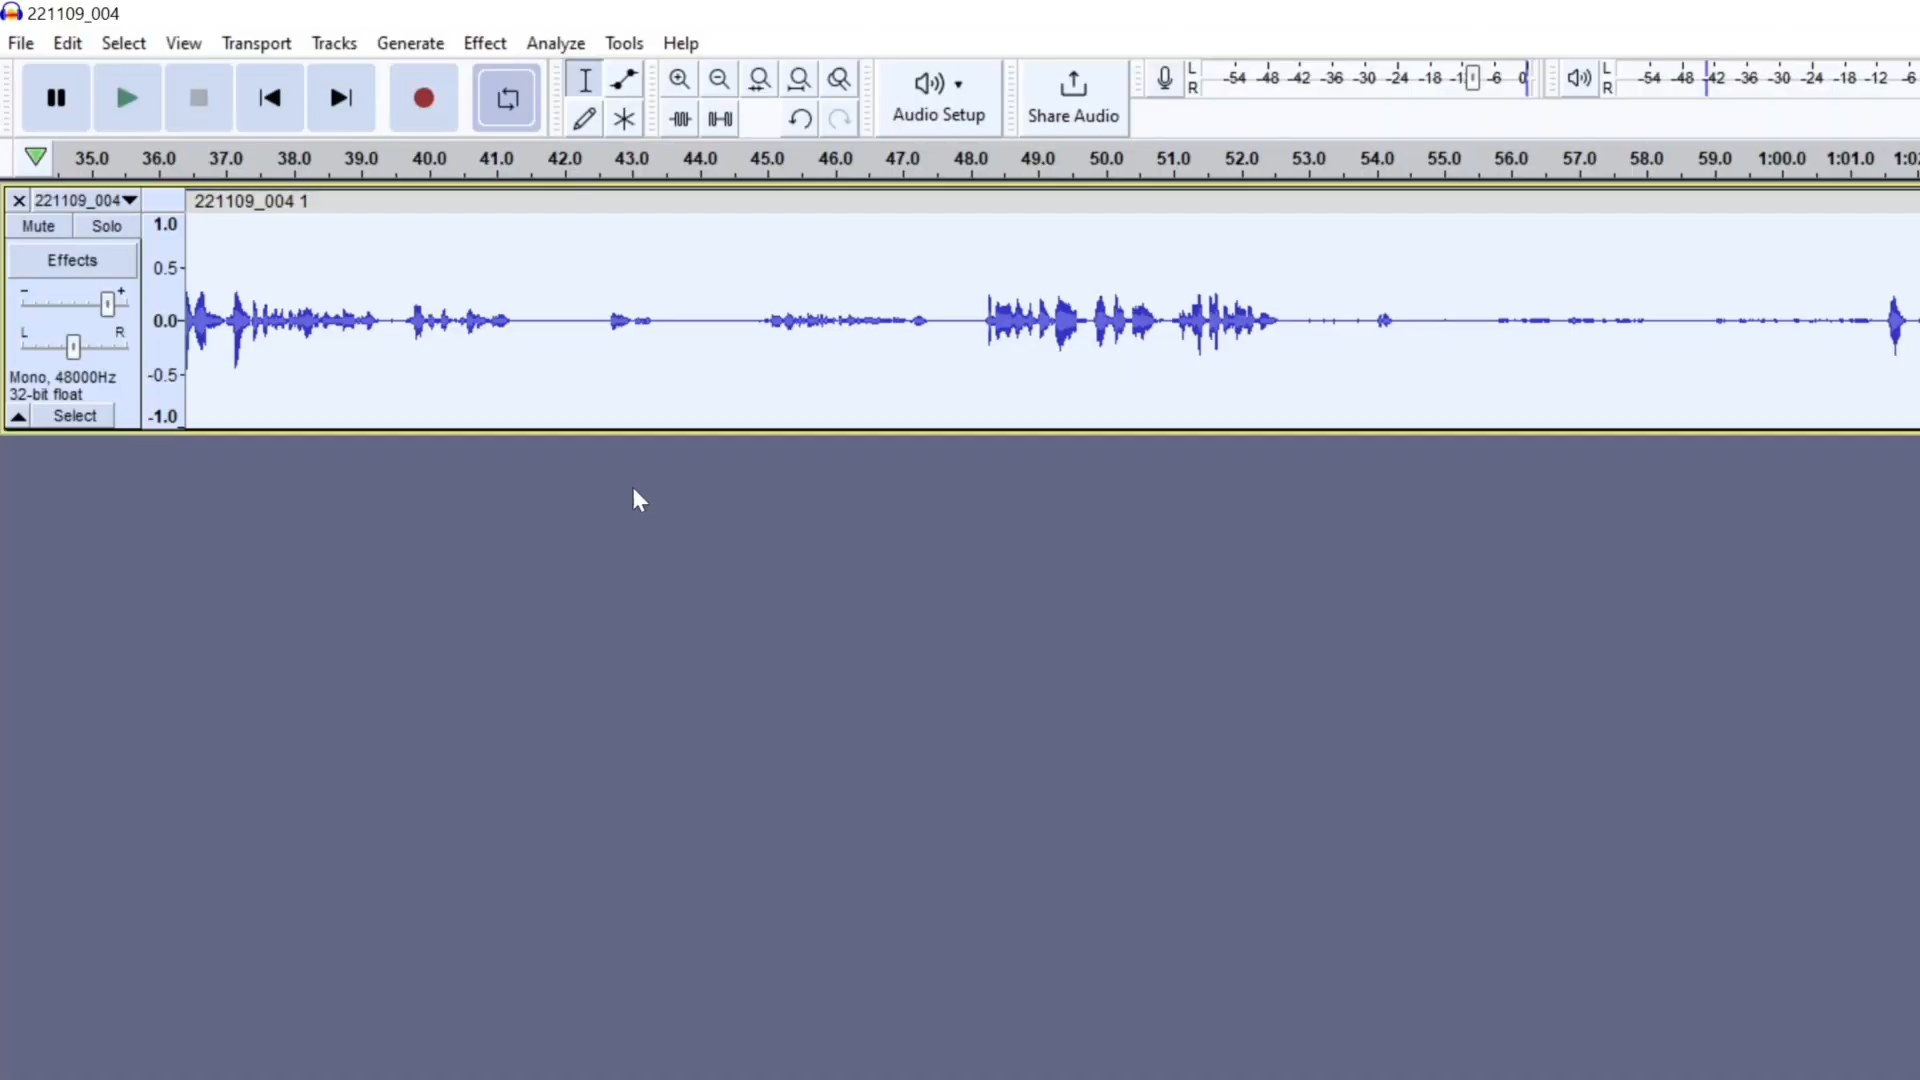 221109_004
File Edit Select View Transport Tracks Generate Effect Analyze Tools Help
L -54 -48 -42 -36 -30 -24 -18 -6 0
R
L -54 -48 -42 -36 -30 -24 -18 -12 -6
R
Audio Setup
Share Audio
35.0 36.0 37.0 38.0 39.0 40.0 41.0 42.0 43.0 44.0 45.0 46.0 47.0 48.0 49.0 50.0 51.0 52.0 53.0 54.0 55.0 56.0 57.0 58.0 59.0 1:00.0 1:01.0 1:02
221109_004
221109_004 1
Mute Solo
Effects
- +
L R
Mono, 48000Hz
32-bit float
Select
1.0
0.5-
0.0-
-0.5-
-1.0